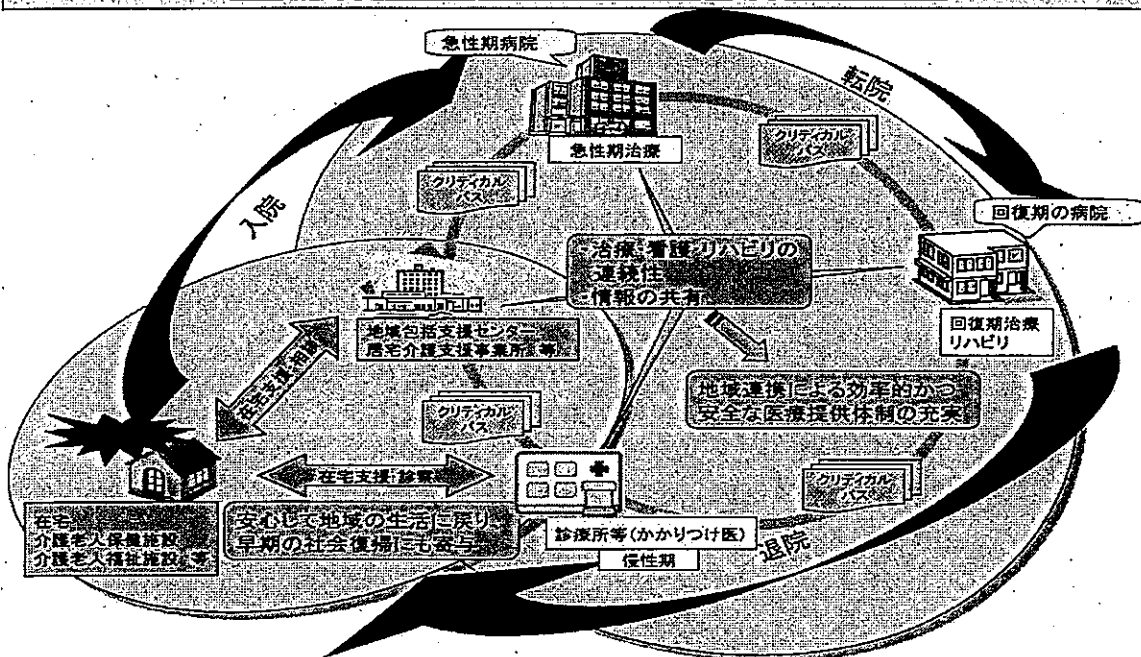 急性期病院
転院
クリティカル
パス
急性期治療
クリティカル
パス
入院
回復期の病院
治療・看護・リハビリの
連続性
情報の共有
地域包括支援センター
居宅介護支援事業所 等
回復期治療
リハビリ
在宅支援・相談
地域連携による効率的かつ
安全な医療提供体制の充実
クリティカル
パス
在宅支援・診察
クリティカル
パス
在宅
介護老人保健施設
介護老人福祉施設 等
安心して地域の生活に戻り
早期の社会復帰にも寄与
診療所等(かかりつけ医)
慢性期
退院